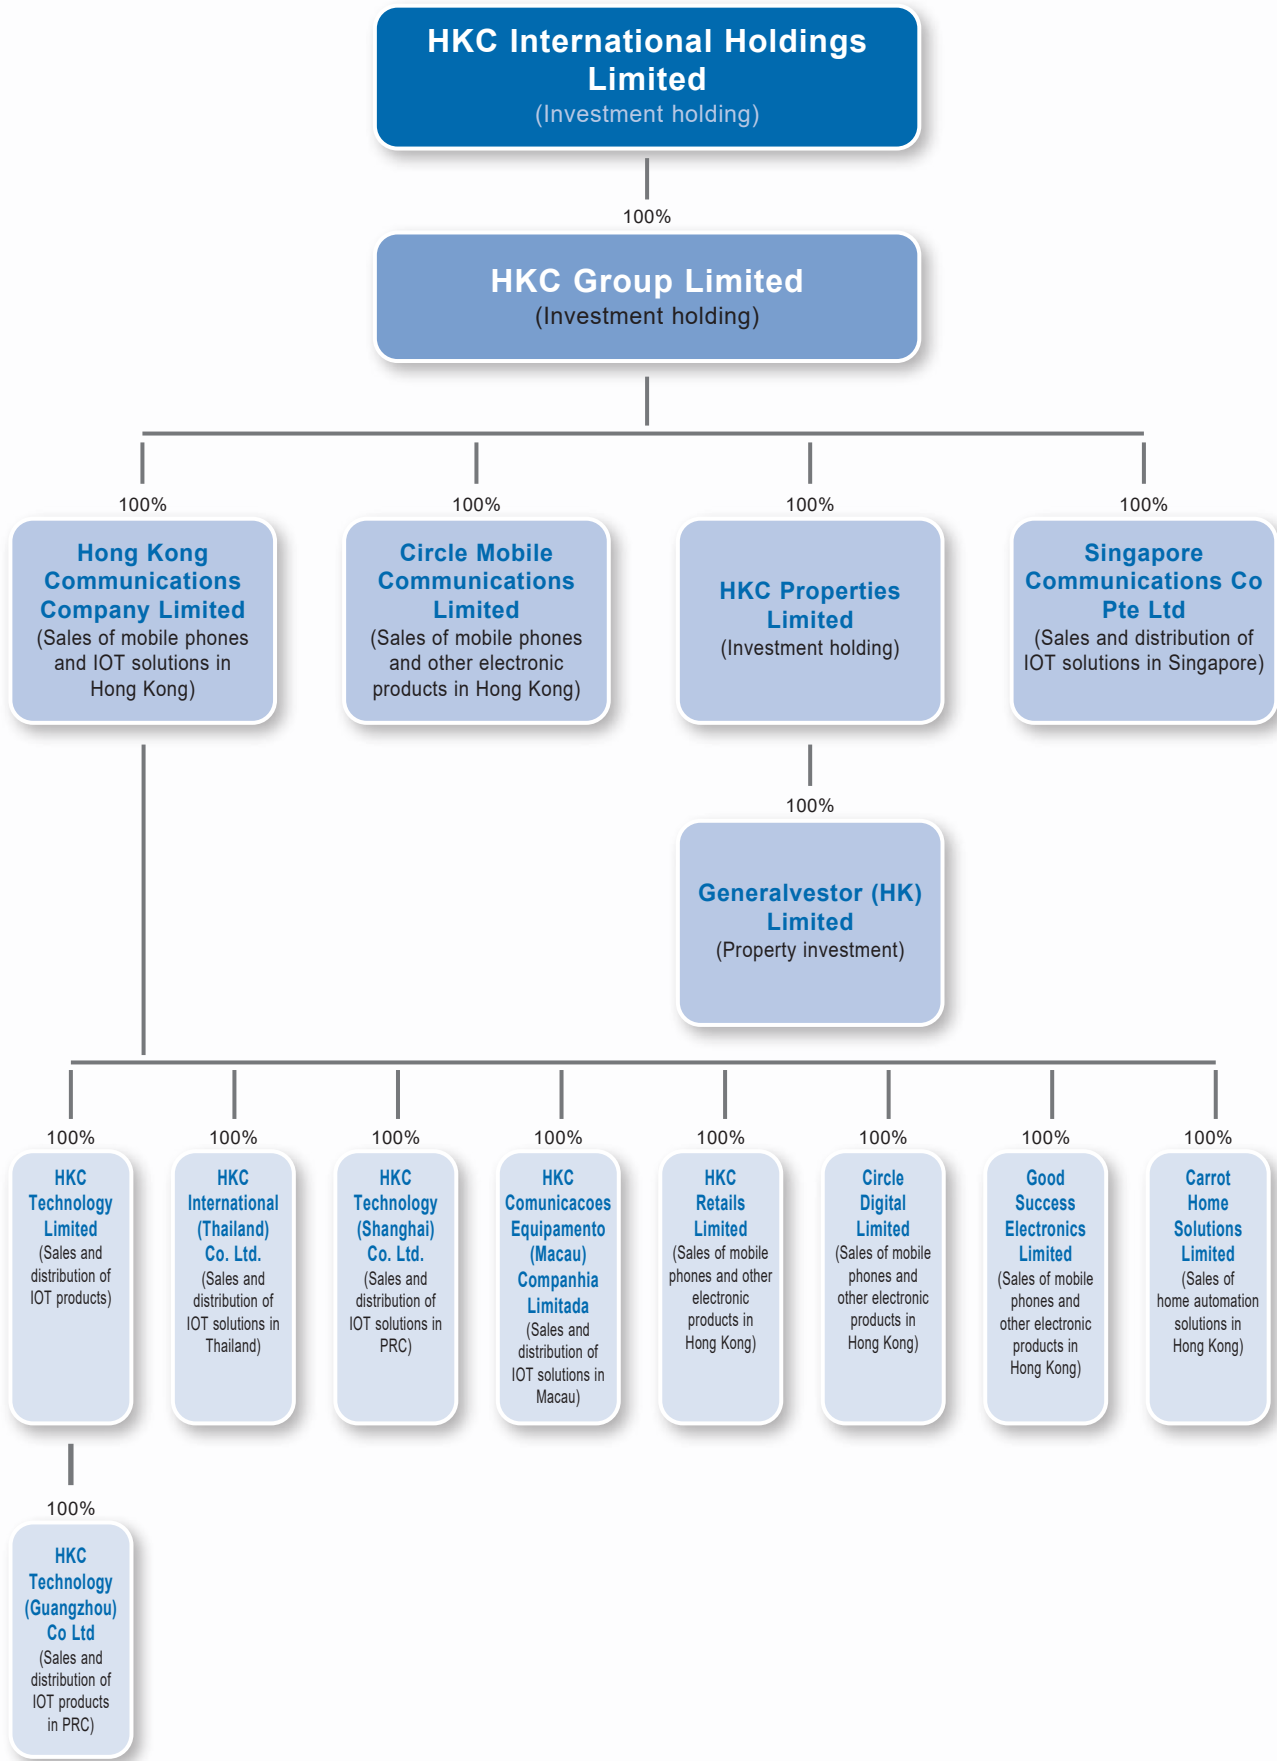 HKC International Holdings
Limited
(Investment holding)
100%
HKC Group Limited
(Investment holding)
100%
Hong Kong
Communications
Company Limited
(Sales of mobile phones
and IOT solutions in
Hong Kong)
100%
Circle Mobile
Communications
Limited
(Sales of mobile phones
and other electronic
products in Hong Kong)
100%
HKC Properties
Limited
(Investment holding)
100%
Singapore
Communications Co
Pte Ltd
(Sales and distribution of
IOT solutions in Singapore)
100%
Generalvestor (HK)
Limited
(Property investment)
100%
HKC
Technology
Limited
(Sales and
distribution of
IOT products)
100%
HKC
International
(Thailand)
Co. Ltd.
(Sales and
distribution of
IOT solutions in
Thailand)
100%
HKC
Technology
(Shanghai)
Co. Ltd.
(Sales and
distribution of
IOT solutions in
PRC)
100%
HKC
Comunicacoes
Equipamento
(Macau)
Companhia
Limitada
(Sales and
distribution of
IOT solutions in
Macau)
100%
HKC
Retails
Limited
(Sales of mobile
phones and other
electronic
products in
Hong Kong)
100%
Circle
Digital
Limited
(Sales of mobile
phones and
other electronic
products in
Hong Kong)
100%
Good
Success
Electronics
Limited
(Sales of mobile
phones and
other electronic
products in
Hong Kong)
100%
Carrot
Home
Solutions
Limited
(Sales of
home automation
solutions in
Hong Kong)
100%
HKC
Technology
(Guangzhou)
Co Ltd
(Sales and
distribution of
IOT products
in PRC)